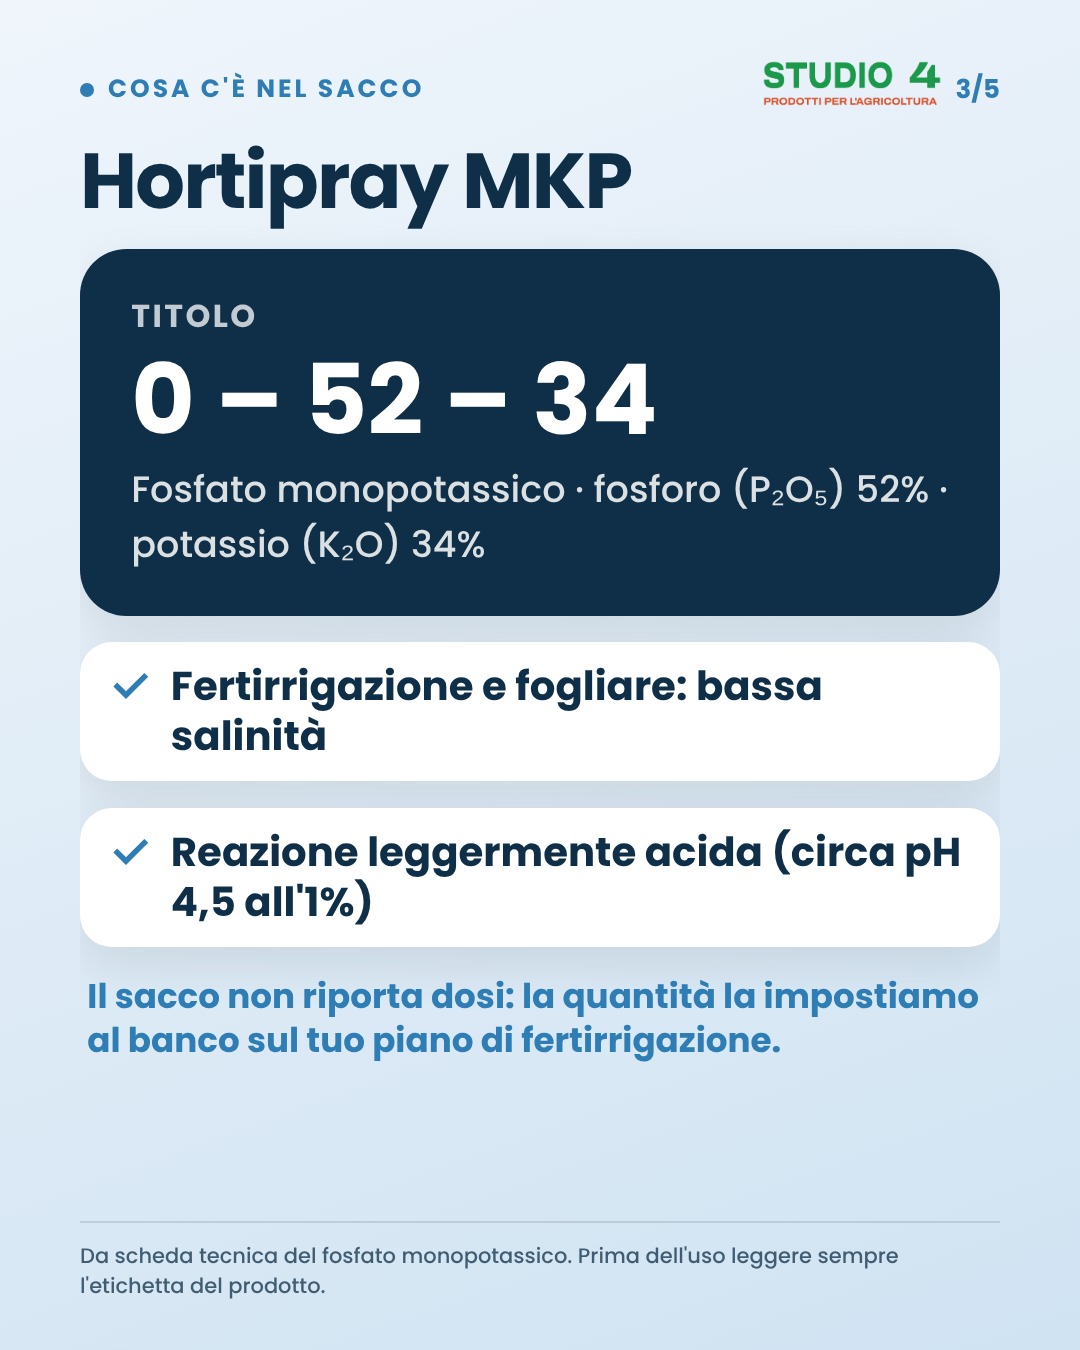 COSA C'È NEL SACCO
STUDIO 4
PRODOTTI PER L'AGRICOLTURA
3/5
Hortipray MKP
TITOLO
0 – 52 – 34
Fosfato monopotassico · fosforo (P₂O₅) 52% ·
potassio (K₂O) 34%
Fertirrigazione e fogliare: bassa
salinità
Reazione leggermente acida (circa pH
4,5 all'1%)
Il sacco non riporta dosi: la quantità la impostiamo
al banco sul tuo piano di fertirrigazione.
Da scheda tecnica del fosfato monopotassico. Prima dell'uso leggere sempre
l'etichetta del prodotto.